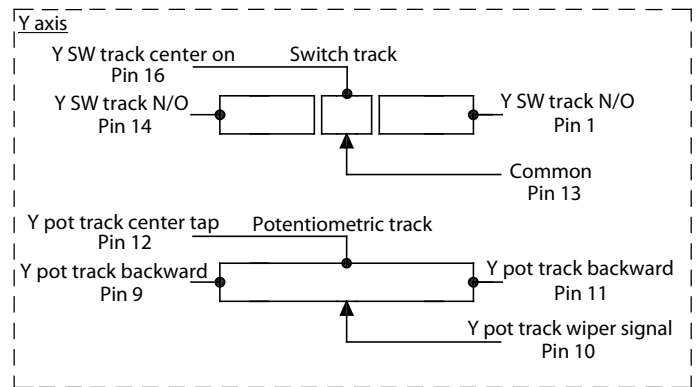 Y axis
Y SW track center on
Pin 16
Switch track
Y SW track N/O
Pin 14
Y SW track N/O
Pin 1
Common
Pin 13
Y pot track center tap
Pin 12
Potentiometric track
Y pot track backward
Pin 9
Y pot track backward
Pin 11
Y pot track wiper signal
Pin 10